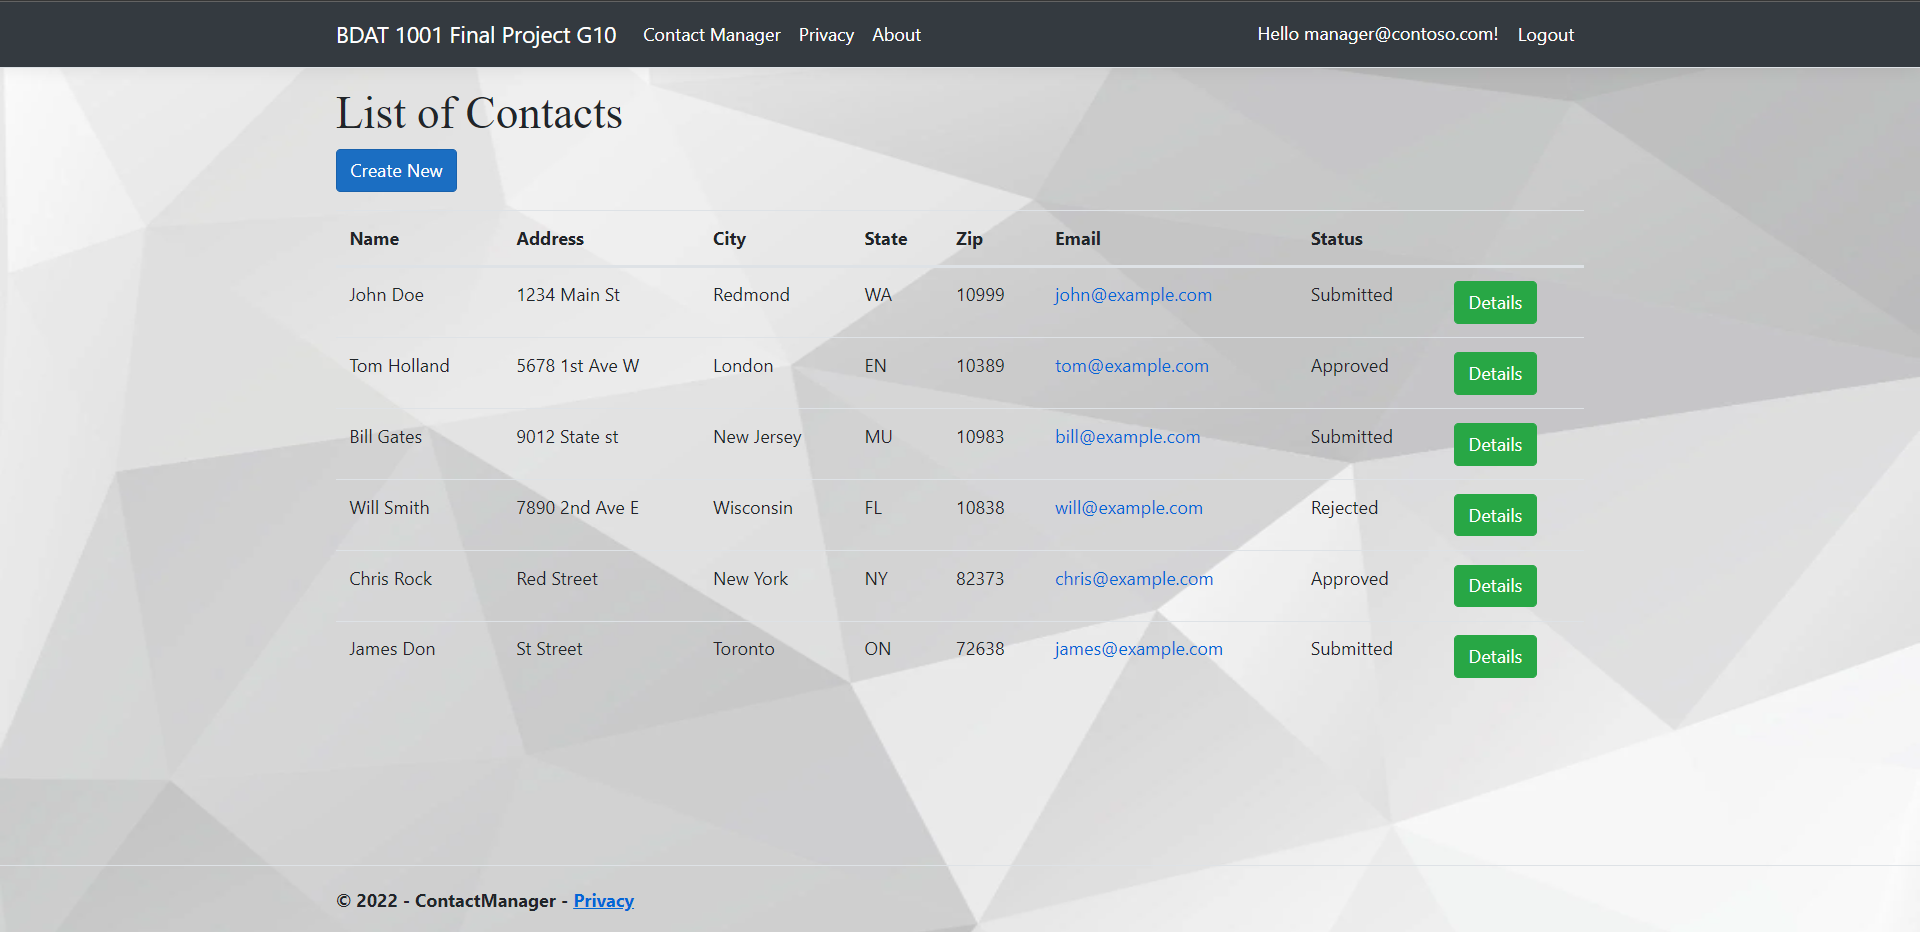 BDAT 1001 Final Project G10 Contact Manager Privacy About Hello manager@contoso.com! Logout
List of Contacts
Create New
Name Address City State Zip Email Status
John Doe 1234 Main St Redmond WA 10999 john@example.com Submitted Details
Tom Holland 5678 1st Ave W London EN 10389 tom@example.com Approved Details
Bill Gates 9012 State st New Jersey MU 10983 bill@example.com Submitted Details
Will Smith 7890 2nd Ave E Wisconsin FL 10838 will@example.com Rejected Details
Chris Rock Red Street New York NY 82373 chris@example.com Approved Details
James Don St Street Toronto ON 72638 james@example.com Submitted Details
© 2022 - ContactManager - Privacy